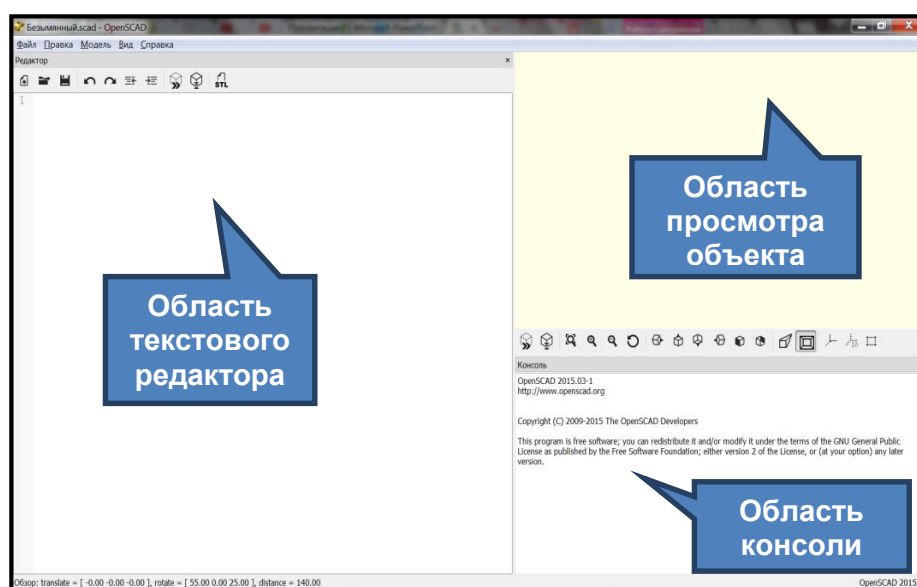 Безымянный.scad - OpenSCAD
Файл Правка Модель Вид Справка
Редактор
STL
1
Область
текстового
редактора
Область
просмотра
объекта
10
Консоль
OpenSCAD 2015.03-1
http://www.openscad.org
Copyright (C) 2009-2015 The OpenSCAD Developers
This program is free software; you can redistribute it and/or modify it under the terms of the GNU General Public
License as published by the Free Software Foundation; either version 2 of the License, or (at your option) any later
version.
Область
консоли
Обзор: translate = [ -0.00 -0.00 -0.00 ], rotate = [ 55.00 0.00 25.00 ], distance = 140.00
OpenSCAD 2015